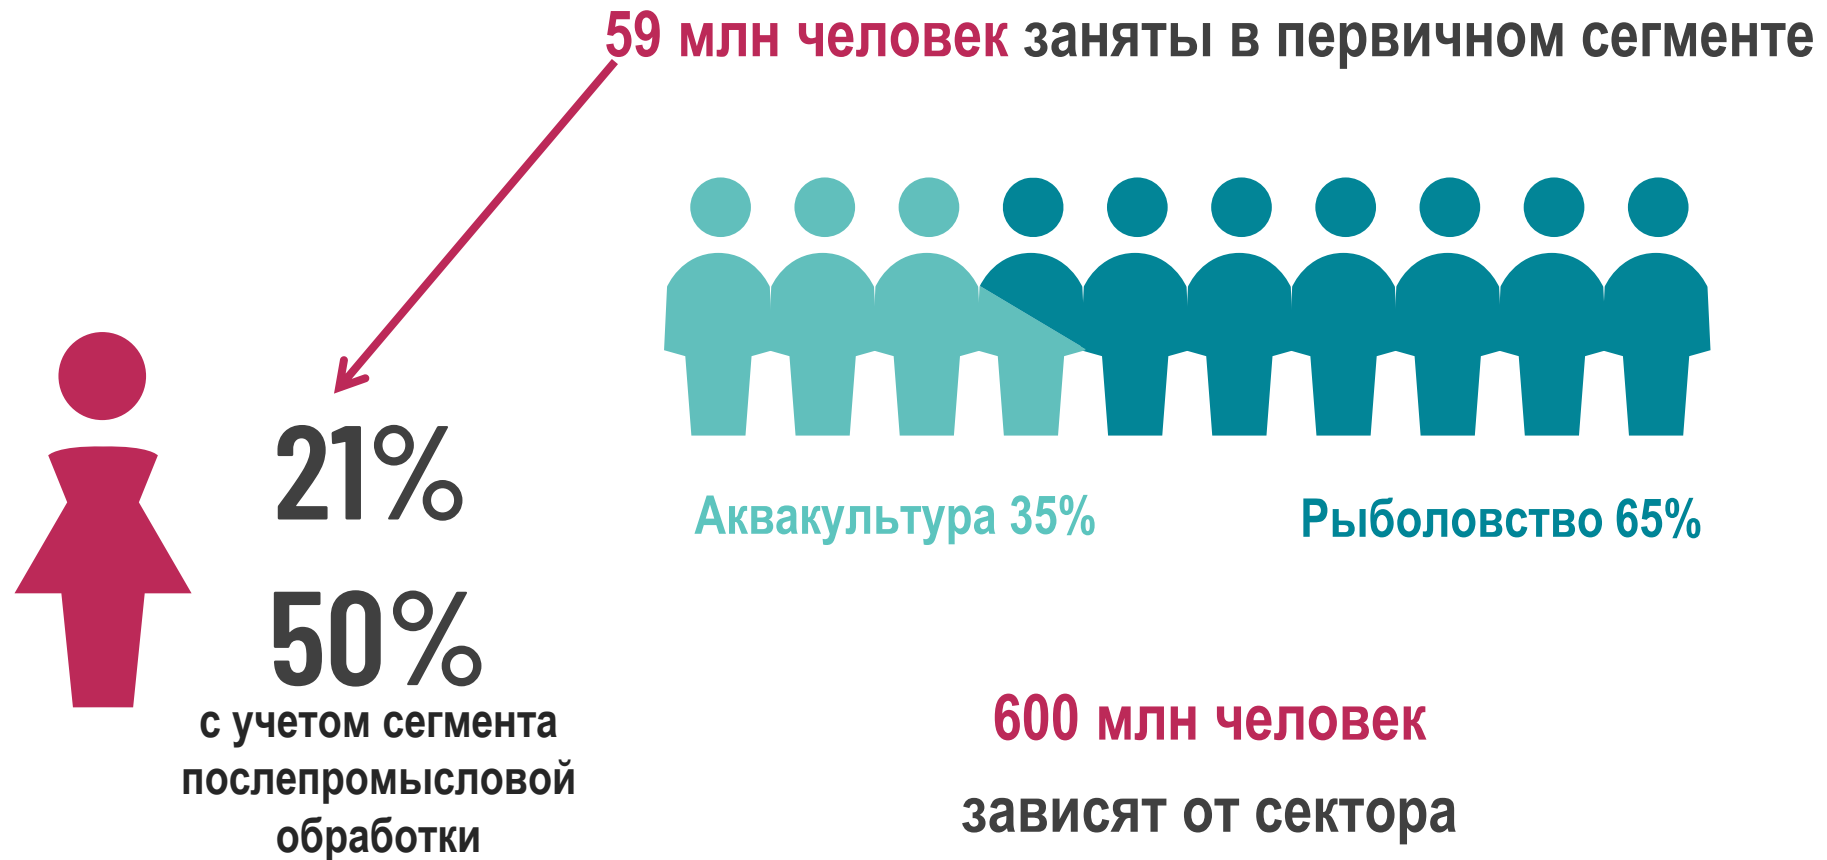 59 млн человек заняты в первичном сегменте
21%
50%
с учетом сегмента
послепромысловой
обработки
Аквакультура 35%
Рыболовство 65%
600 млн человек
зависят от сектора